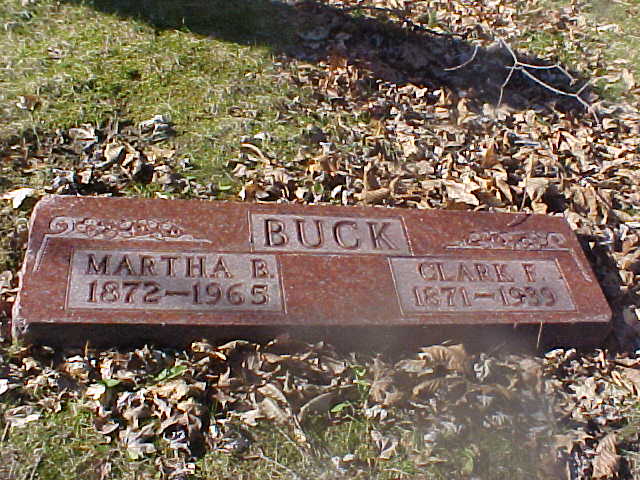 BUCK
MARTHA B.
1872—1965
CLARK F.
1871—1939